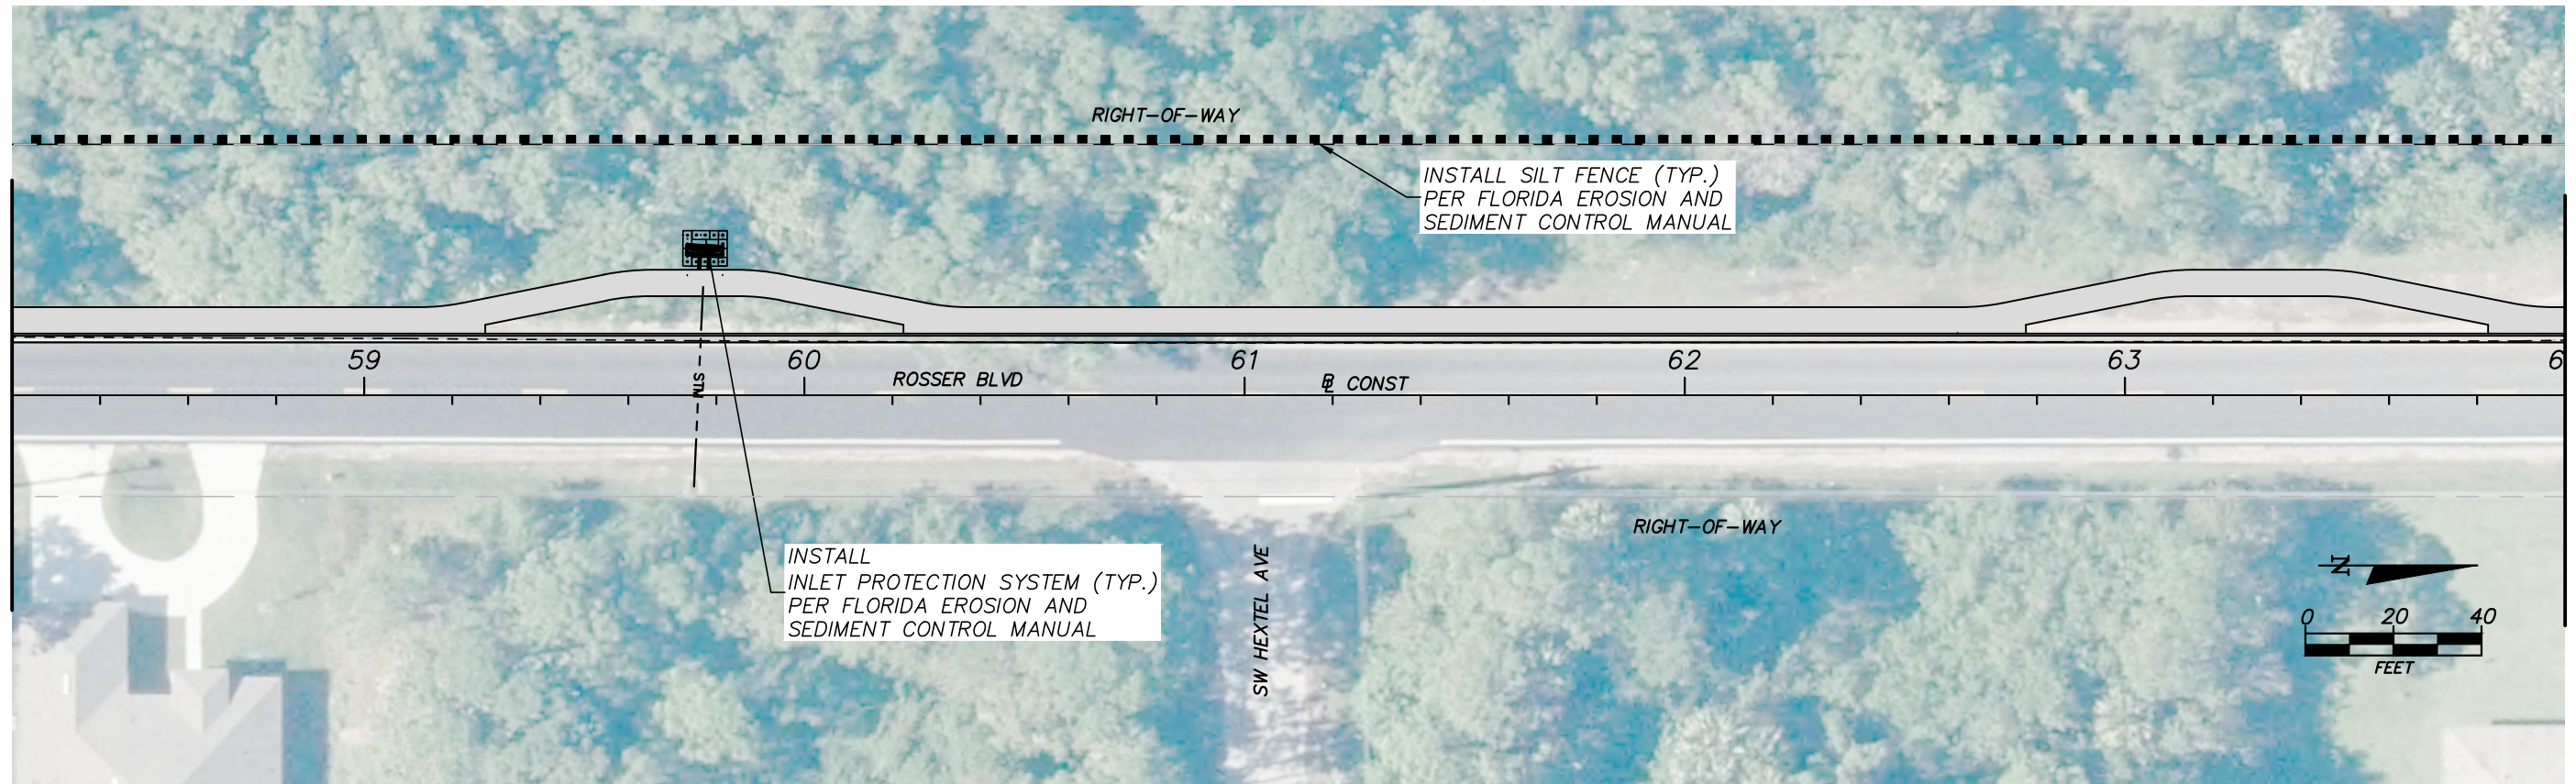 RIGHT-OF-WAY
INSTALL SILT FENCE (TYP.)
PER FLORIDA EROSION AND
SEDIMENT CONTROL MANUAL
59
60
61
62
63
6
STM
ROSSER BLVD
BL CONST
RIGHT-OF-WAY
INSTALL
INLET PROTECTION SYSTEM (TYP.)
PER FLORIDA EROSION AND
SEDIMENT CONTROL MANUAL
SW HEXTEL AVE
N
0 20 40
FEET